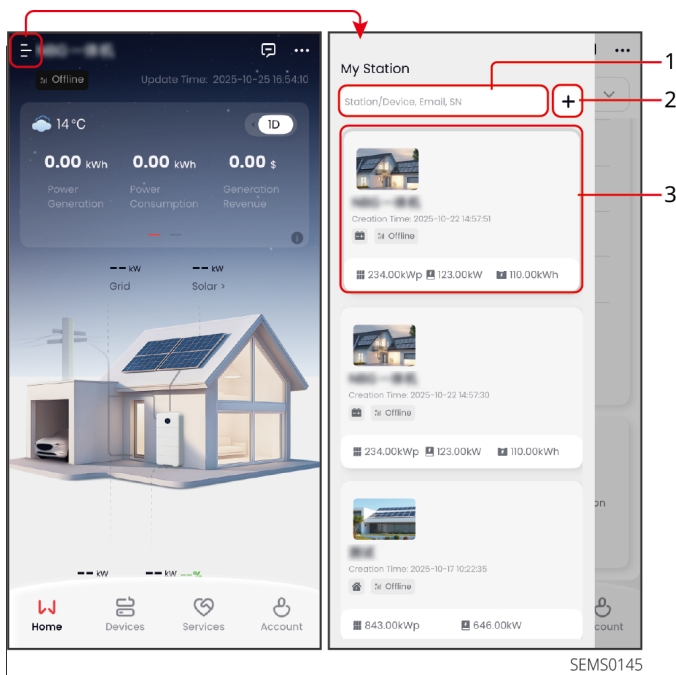 Offline
Update Time: 2025-10-25 16:54:10
14°C
1D
0.00 kWh
0.00 kWh
0.00 $
Power Generation
Power Consumption
Generation Revenue
-- kW
Grid
-- kW
Solar >
-- kW
-- kW --%
Home
Devices
Services
Account
My Station
Station/Device, Email, SN
+
1
2
3
Creation Time: 2025-10-22 14:57:51
Offline
234.00kWp 123.00kW 110.00kWh
Creation Time: 2025-10-22 14:57:30
Offline
234.00kWp 123.00kW 110.00kWh
Creation Time: 2025-10-17 10:22:35
Offline
843.00kWp 646.00kW
on
count
SEMS0145